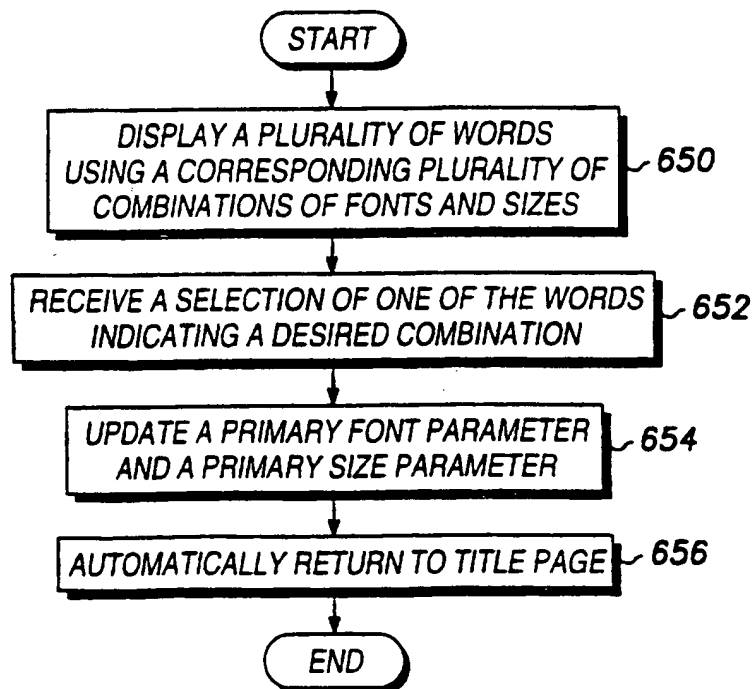 START
DISPLAY A PLURALITY OF WORDS
USING A CORRESPONDING PLURALITY OF
COMBINATIONS OF FONTS AND SIZES
650
RECEIVE A SELECTION OF ONE OF THE WORDS
INDICATING A DESIRED COMBINATION
652
UPDATE A PRIMARY FONT PARAMETER
AND A PRIMARY SIZE PARAMETER
654
AUTOMATICALLY RETURN TO TITLE PAGE
656
END